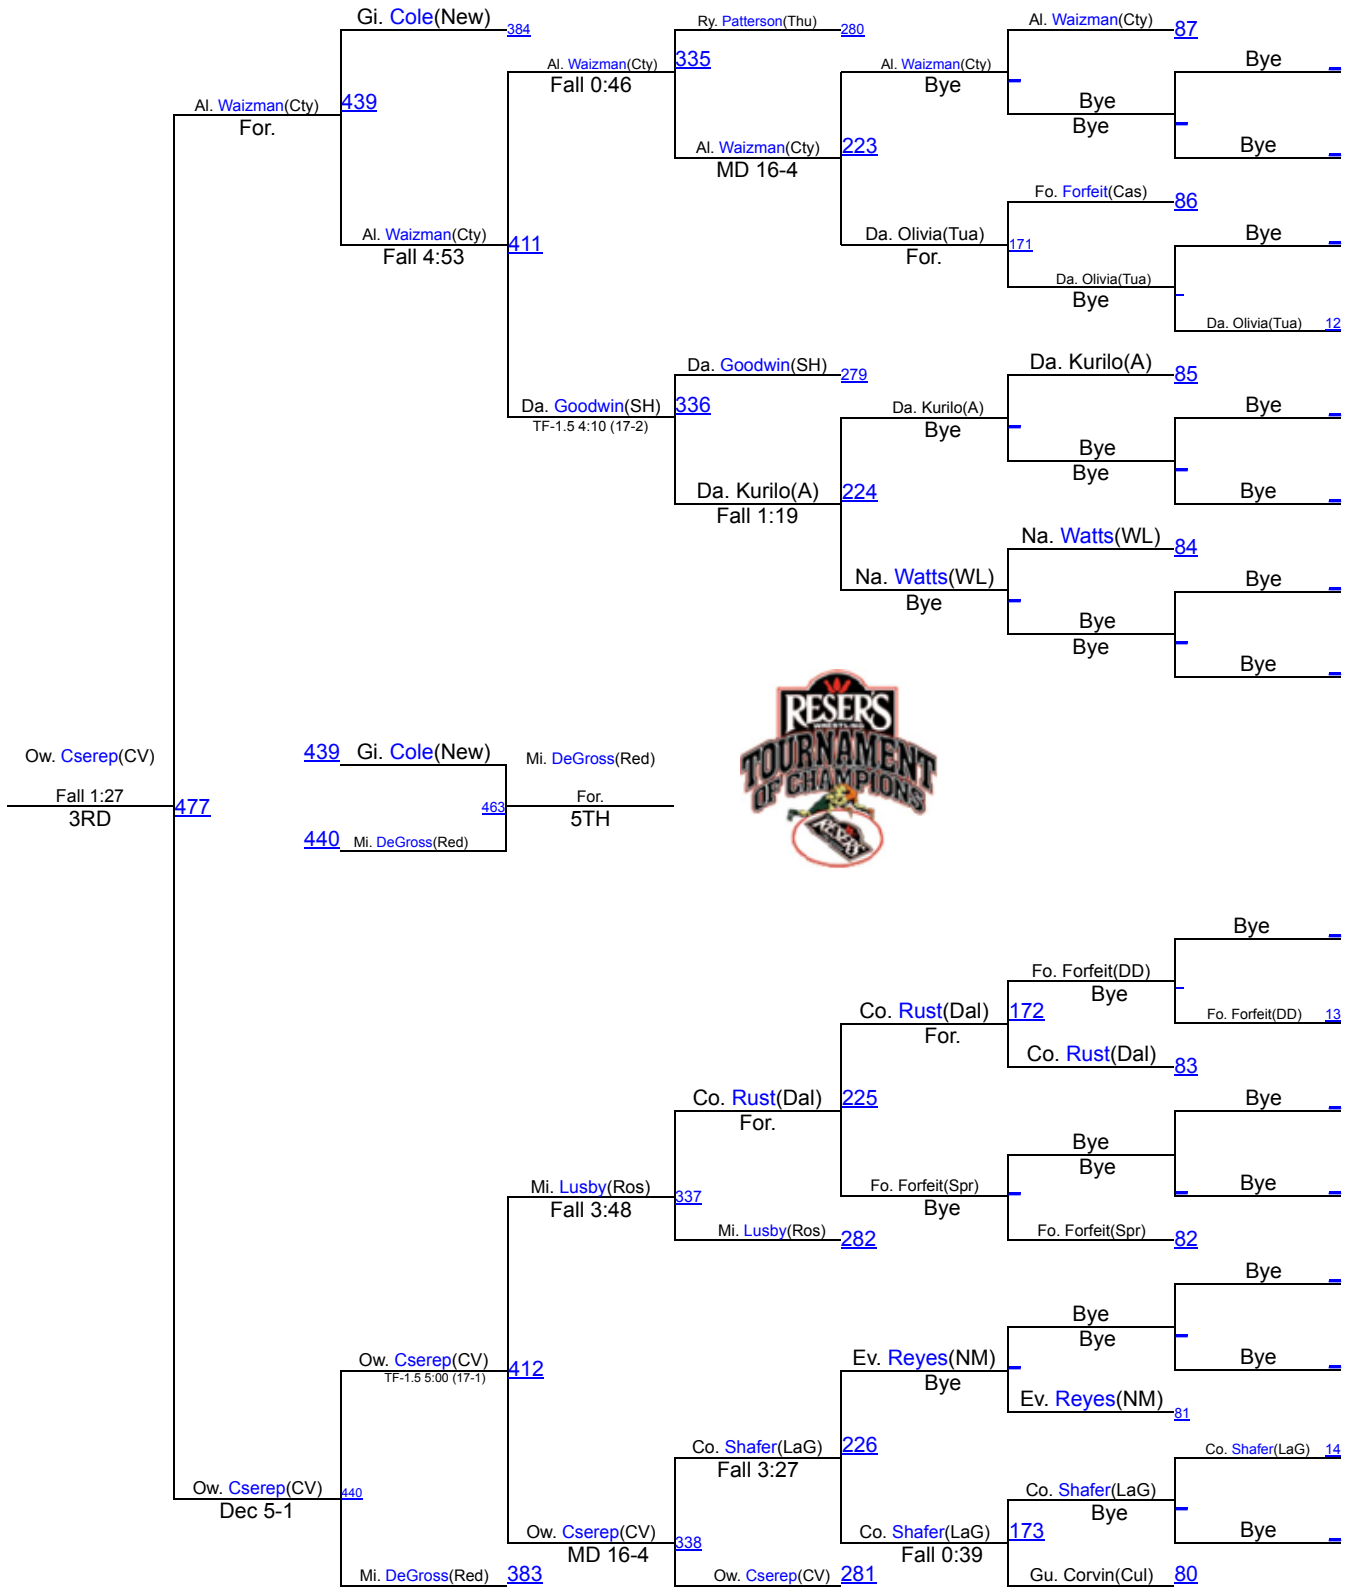 Gi. Cole(New) 384
Ry. Patterson(Thu) 280
Al. Waizman(Cty) 87
Al. Waizman(Cty) 335
Fall 0:46
Al. Waizman(Cty)
Bye
Bye
Al. Waizman(Cty) 439
For.
Bye
Bye
Al. Waizman(Cty) 223
MD 16-4
Bye
Fo. Forfeit(Cas) 86
Al. Waizman(Cty) 411
Fall 4:53
Da. Olivia(Tua) 171
For.
Bye
Da. Olivia(Tua)
Bye
Da. Olivia(Tua) 12
Da. Goodwin(SH) 279
Da. Kurilo(A) 85
Da. Goodwin(SH) 336
TF-1.5 4:10 (17-2)
Da. Kurilo(A)
Bye
Bye
Bye
Bye
Da. Kurilo(A) 224
Fall 1:19
Bye
Na. Watts(WL) 84
Na. Watts(WL)
Bye
Bye
Bye
Bye
Bye
RESER'S
WRESTLING
TOURNAMENT
OF CHAMPIONS
RESER'S
Ow. Cserep(CV)
439 Gi. Cole(New)
Mi. DeGross(Red)
Fall 1:27
3RD
477
463
For.
5TH
440 Mi. DeGross(Red)
Bye
Fo. Forfeit(DD)
Bye
Co. Rust(Dal) 172
For.
Fo. Forfeit(DD) 13
Co. Rust(Dal) 83
Co. Rust(Dal) 225
For.
Bye
Bye
Bye
Mi. Lusby(Ros) 337
Fall 3:48
Fo. Forfeit(Spr)
Bye
Bye
Mi. Lusby(Ros) 282
Fo. Forfeit(Spr) 82
Bye
Bye
Bye
Ow. Cserep(CV) 412
TF-1.5 5:00 (17-1)
Ev. Reyes(NM)
Bye
Bye
Ev. Reyes(NM) 81
Co. Shafer(LaG) 226
Fall 3:27
Co. Shafer(LaG) 14
Ow. Cserep(CV) 440
Dec 5-1
Co. Shafer(LaG)
Bye
Ow. Cserep(CV) 338
MD 16-4
Co. Shafer(LaG) 173
Fall 0:39
Bye
Mi. DeGross(Red) 383
Ow. Cserep(CV) 281
Gu. Corvin(Cul) 80